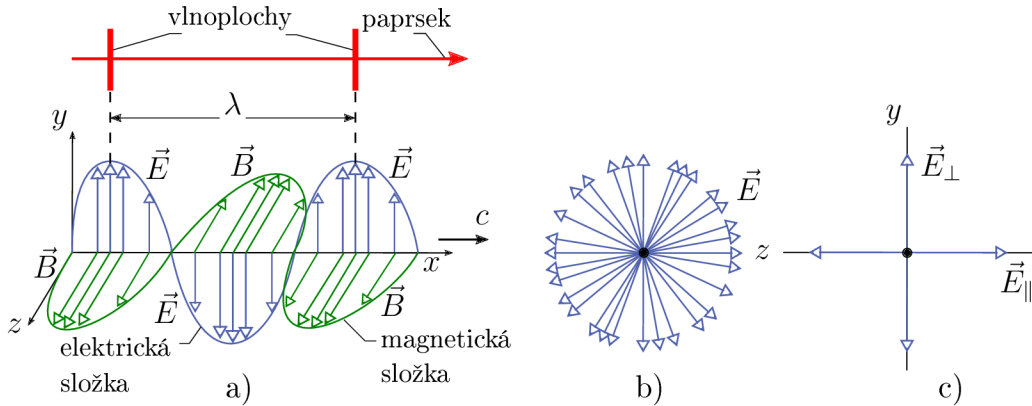 vlnoplochy
paprsek
λ
y
E⃗
B⃗
E⃗
c
x
B⃗
z
E⃗
B⃗
elektrická
složka
magnetická
složka
a)
E⃗
b)
y
E⃗⊥
z
E⃗∥
c)